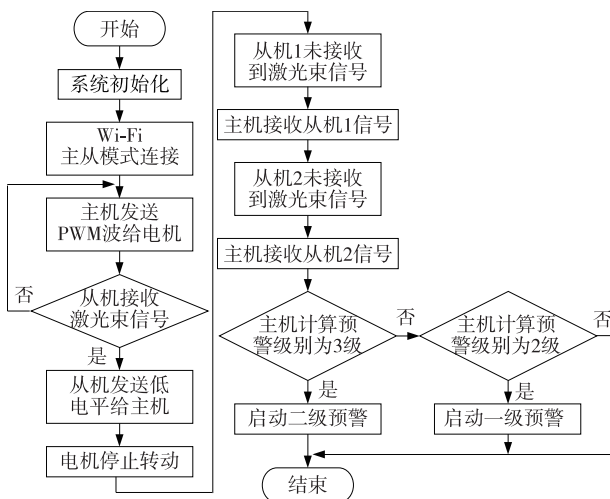 开始
系统初始化
Wi-Fi
主从模式连接
主机发送
PWM波给电机
否
从机接收
激光束信号
是
从机发送低
电平给主机
电机停止转动
从机1未接收
到激光束信号
主机接收从机1信号
从机2未接收
到激光束信号
主机接收从机2信号
主机计算预
警级别为3级
否
主机计算预
警级别为2级
否
是
是
启动二级预警
启动一级预警
结束